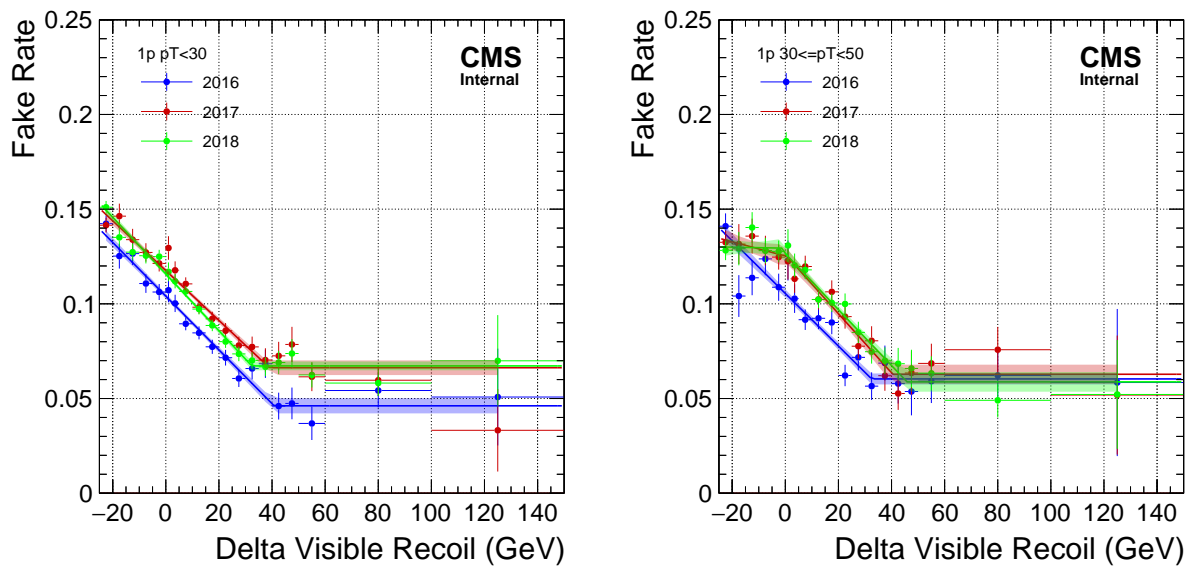 0.25
0.2
0.15
0.1
0.05
0
Fake Rate
1p pT<30
2016
2017
2018
CMS
Internal
−20 0 20 40 60 80 100 120 140
Delta Visible Recoil (GeV)
0.25
0.2
0.15
0.1
0.05
0
Fake Rate
1p 30<=pT<50
2016
2017
2018
CMS
Internal
−20 0 20 40 60 80 100 120 140
Delta Visible Recoil (GeV)